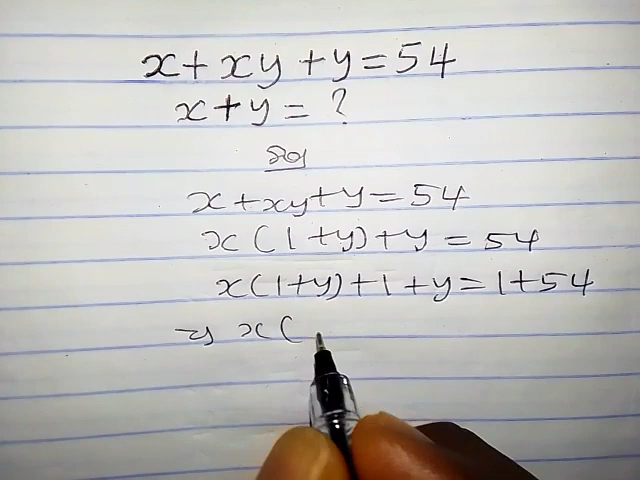 x+xy+y=54
x+y=?
Sol
x+xy+y=54
x(1+y)+y=54
x(1+y)+1+y=1+54
⇒ x(